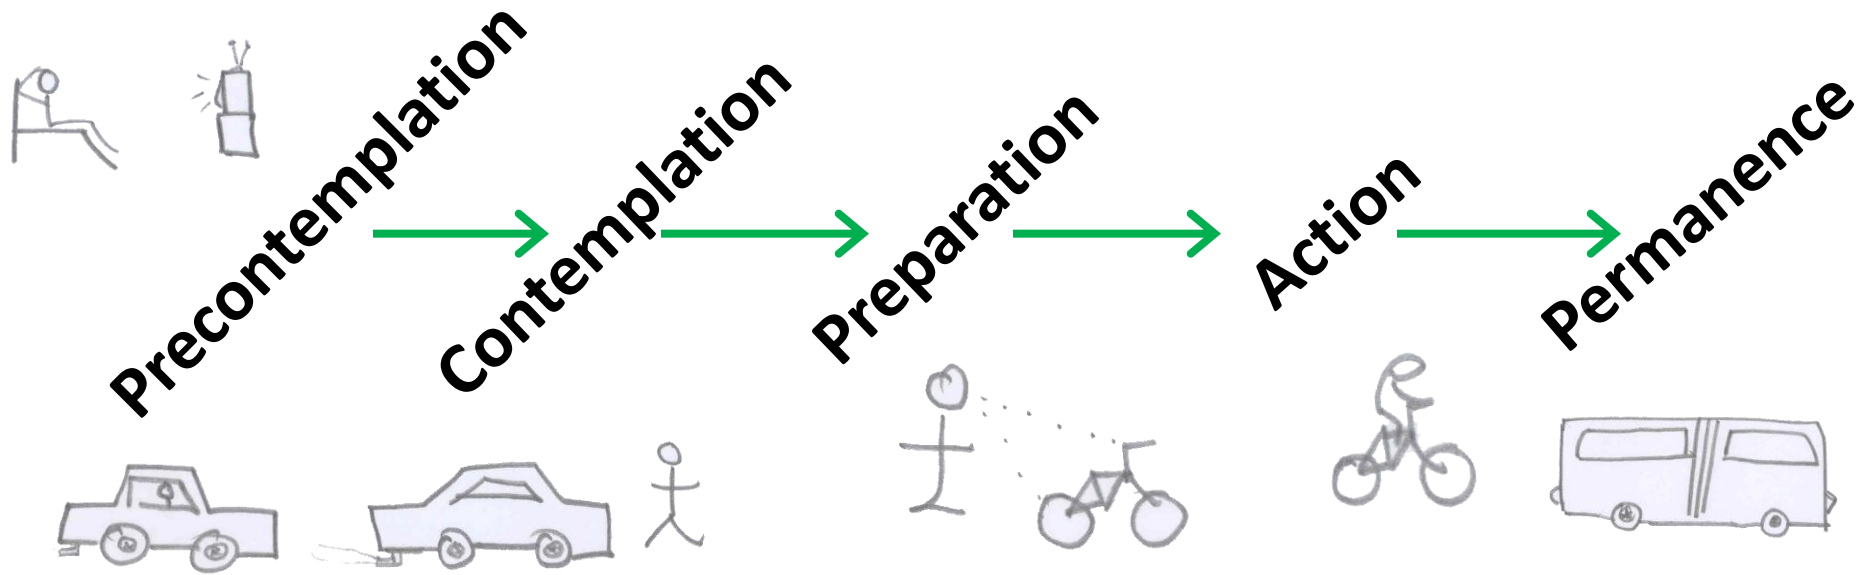 Precontemplation
Contemplation
Preparation
Action
Permanence